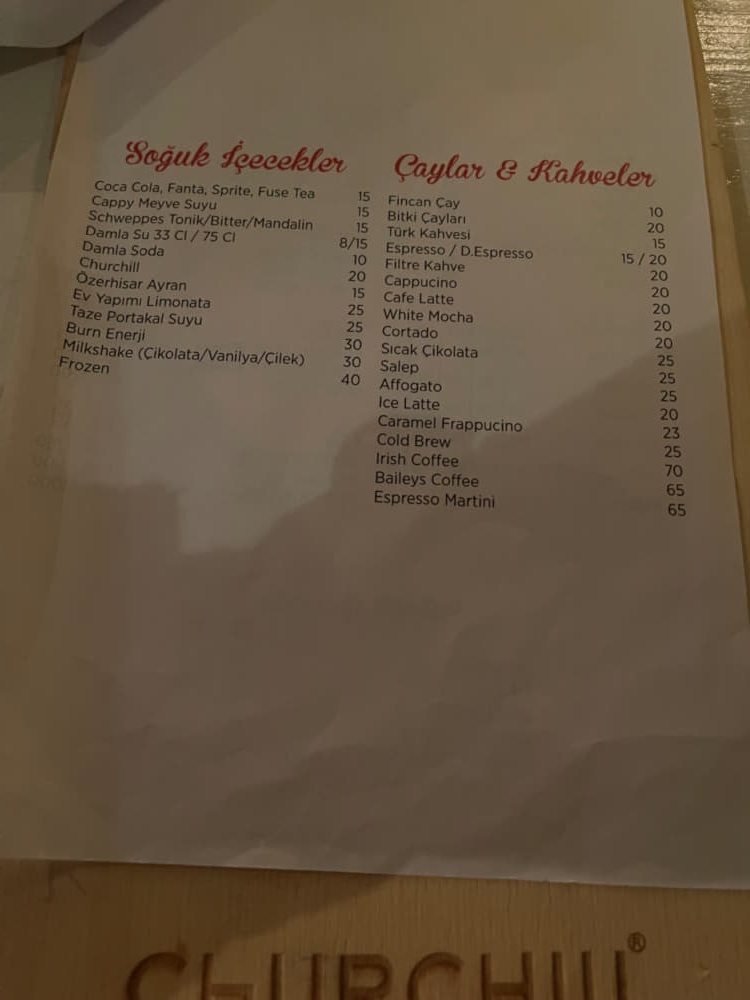 Soğuk İçecekler
Coca Cola, Fanta, Sprite, Fuse Tea 15
Cappy Meyve Suyu 15
Schweppes Tonik/Bitter/Mandalin 15
Damla Su 33 Cl / 75 Cl 8/15
Damla Soda 10
Churchill 20
Özerhisar Ayran 15
Ev Yapımı Limonata 25
Taze Portakal Suyu 25
Burn Enerji 30
Milkshake (Çikolata/Vanilya/Çilek) 30
Frozen 40
Çaylar & Kahveler
Fincan Çay 10
Bitki Çayları 20
Türk Kahvesi 15
Espresso / D.Espresso 15 / 20
Filtre Kahve 20
Cappucino 20
Cafe Latte 20
White Mocha 20
Cortado 20
Sıcak Çikolata 25
Salep 25
Affogato 25
Ice Latte 20
Caramel Frappucino 23
Cold Brew 25
Irish Coffee 70
Baileys Coffee 65
Espresso Martini 65
CHURCHILL®